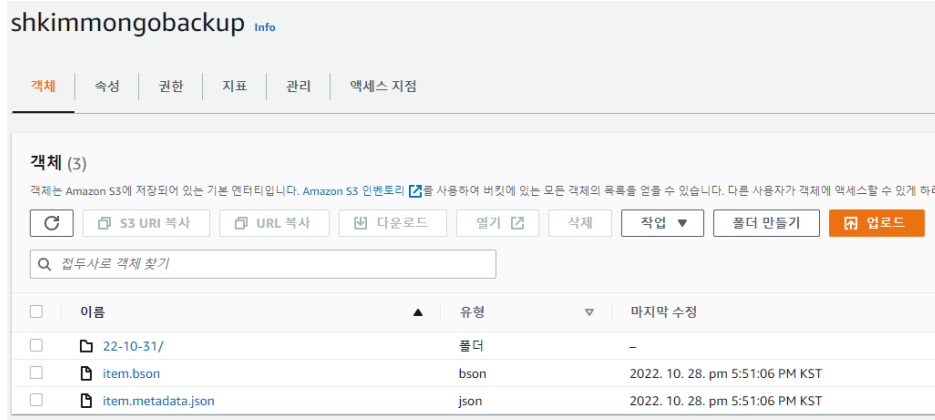 shkimmongobackup Info
객체 속성 권한 지표 관리 액세스 지점
객체 (3)
객체는 Amazon S3에 저장되어 있는 기본 엔터티입니다. Amazon S3 인벤토리를 사용하여 버킷에 있는 모든 객체의 목록을 얻을 수 있습니다. 다른 사용자가 객체에 액세스할 수 있게 하려
S3 URI 복사 URL 복사 다운로드 열기 삭제 작업 폴더 만들기 업로드
접두사로 객체 찾기
이름 유형 마지막 수정
22-10-31/ 폴더 –
item.bson bson 2022. 10. 28. pm 5:51:06 PM KST
item.metadata.json json 2022. 10. 28. pm 5:51:06 PM KST